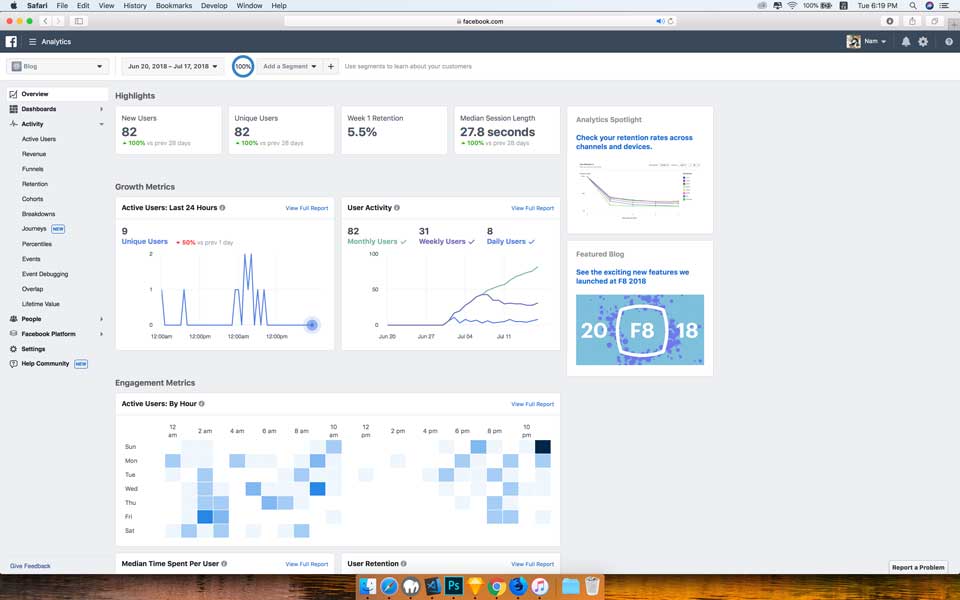 Safari File Edit View History Bookmarks Develop Window Help
100% Tue 6:19 PM
facebook.com
Analytics
Nam
Blog
Jun 20, 2018 – Jul 17, 2018
100%
Add a Segment
+
Use segments to learn about your customers
Overview
Dashboards
Activity
Active Users
Revenue
Funnels
Retention
Cohorts
Breakdowns
Journeys NEW
Percentiles
Events
Event Debugging
Overlap
Lifetime Value
People
Facebook Platform
Settings
Help Community NEW
Give Feedback
Highlights
New Users
82
100% vs prev 28 days
Unique Users
82
100% vs prev 28 days
Week 1 Retention
5.5%
Median Session Length
27.8 seconds
100% vs prev 28 days
Analytics Spotlight
Check your retention rates across
channels and devices.
Growth Metrics
Active Users: Last 24 Hours
View Full Report
9
Unique Users
50% vs prev 1 day
2
1
0
12:00am 12:00pm 12:00am 12:00pm
User Activity
View Full Report
82 31 8
Monthly Users Weekly Users Daily Users
100
50
0
Jun 20 Jun 27 Jul 04 Jul 11
Featured Blog
See the exciting new features we
launched at F8 2018
20 F8 18
Engagement Metrics
Active Users: By Hour
View Full Report
12 am 2 am 4 am 6 am 8 am 10 am 12 pm 2 pm 4 pm 6 pm 8 pm 10 pm
Sun
Mon
Tue
Wed
Thu
Fri
Sat
Median Time Spent Per User
View Full Report
User Retention
View Full Report
Report a Problem
Ps